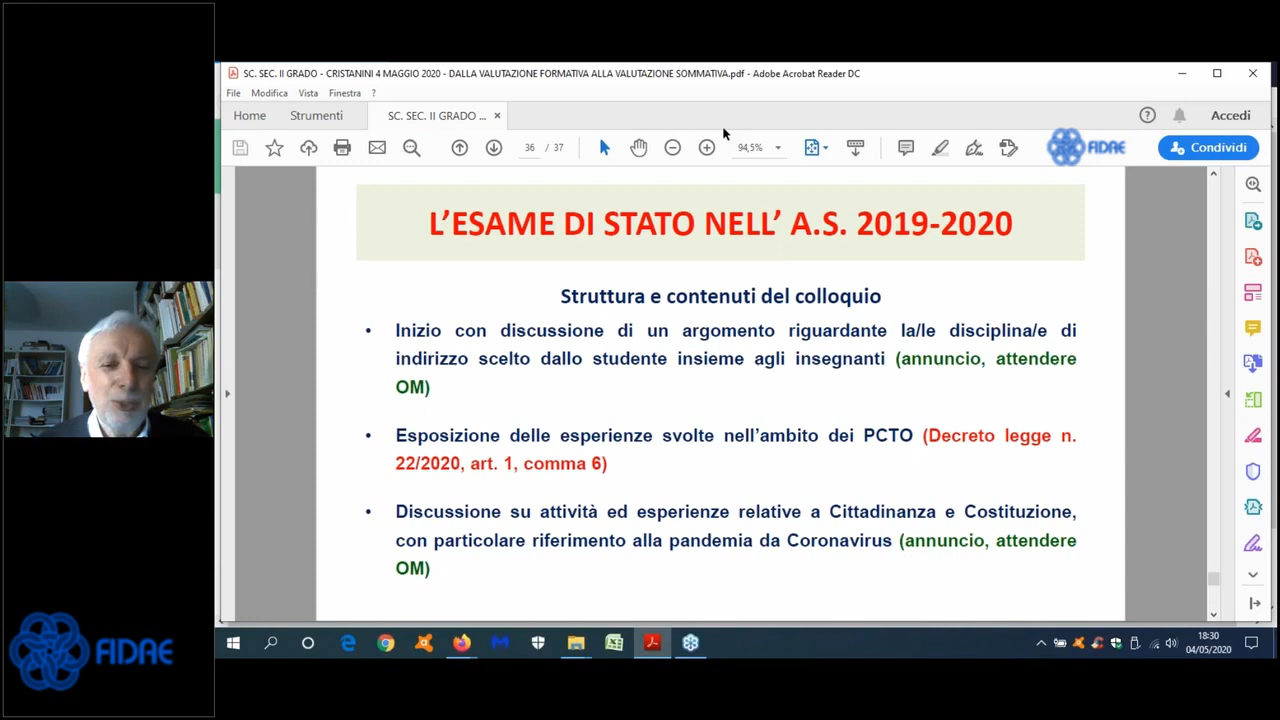 SC. SEC. II GRADO - CRISTANINI 4 MAGGIO 2020 - DALLA VALUTAZIONE FORMATIVA ALLA VALUTAZIONE SOMMATIVA.pdf - Adobe Acrobat Reader DC
File Modifica Vista Finestra ?
Home Strumenti SC. SEC. II GRADO ... × Accedi
36 / 37 94,5% FIDAE Condividi
L’ESAME DI STATO NELL’ A.S. 2019-2020
Struttura e contenuti del colloquio
• Inizio con discussione di un argomento riguardante la/le disciplina/e di
indirizzo scelto dallo studente insieme agli insegnanti (annuncio, attendere
OM)
• Esposizione delle esperienze svolte nell’ambito dei PCTO (Decreto legge n.
22/2020, art. 1, comma 6)
• Discussione su attività ed esperienze relative a Cittadinanza e Costituzione,
con particolare riferimento alla pandemia da Coronavirus (annuncio, attendere
OM)
FIDAE
18:30
04/05/2020